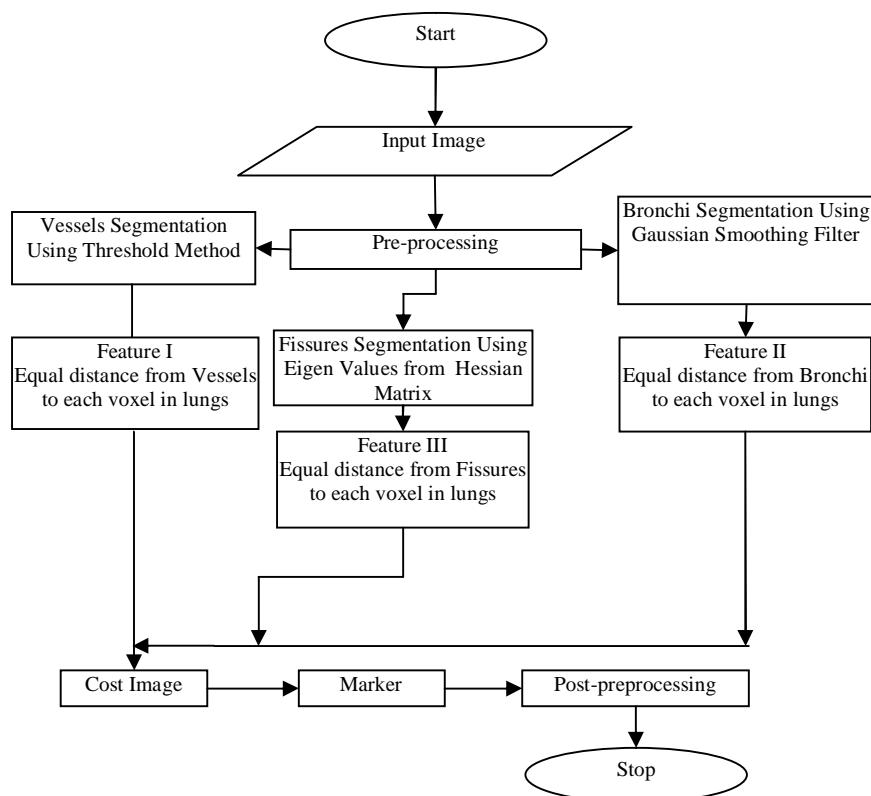 Start
Input Image
Pre-processing
Vessels Segmentation
Using Threshold Method
Bronchi Segmentation Using
Gaussian Smoothing Filter
Feature I
Equal distance from Vessels
to each voxel in lungs
Fissures Segmentation Using
Eigen Values from Hessian
Matrix
Feature II
Equal distance from Bronchi
to each voxel in lungs
Feature III
Equal distance from Fissures
to each voxel in lungs
Cost Image
Marker
Post-preprocessing
Stop